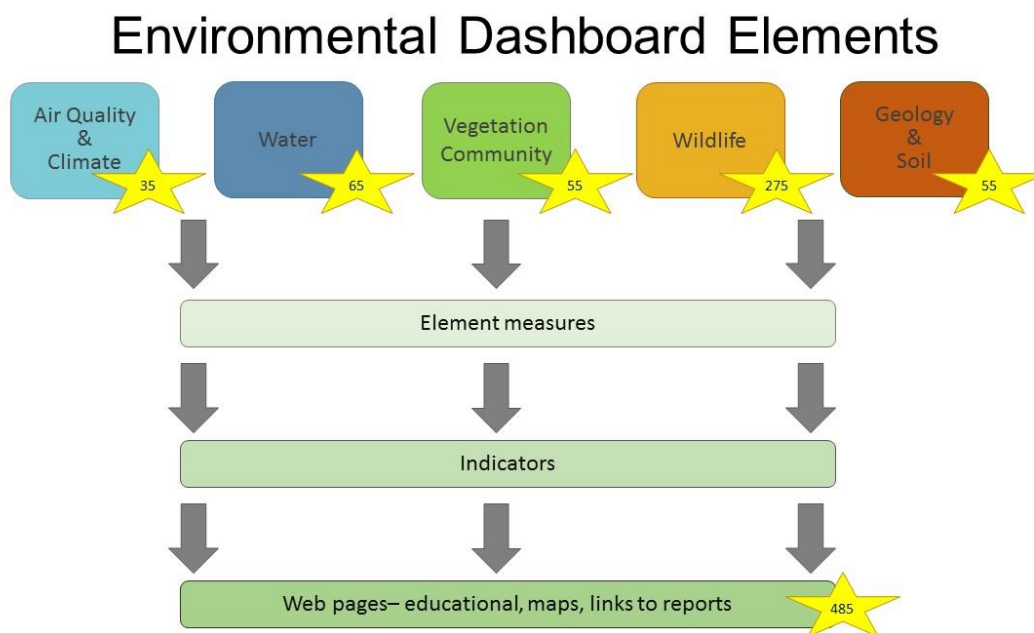 Environmental Dashboard Elements
Air Quality
&
Climate
35
Water
65
Vegetation
Community
55
Wildlife
275
Geology
&
Soil
55
Element measures
Indicators
Web pages– educational, maps, links to reports
485